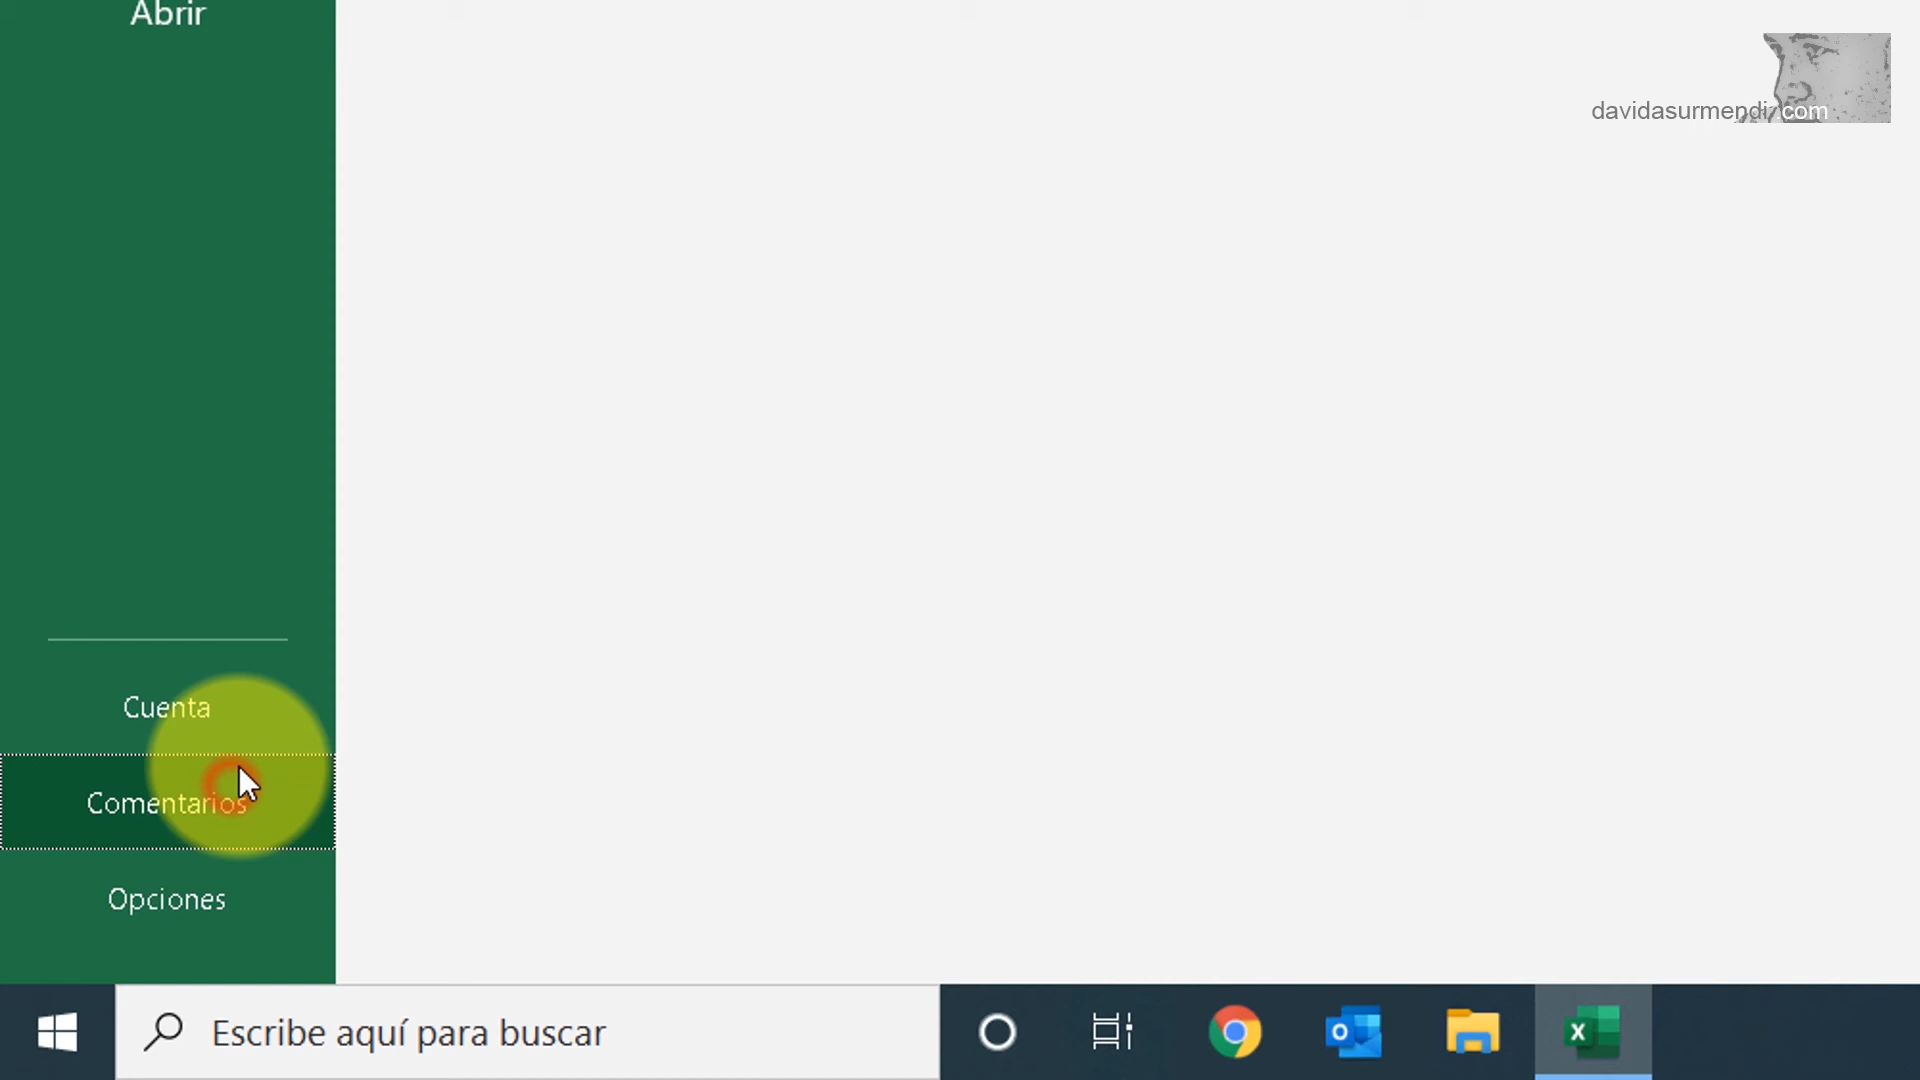 Abrir
davidasurmendi.com
Cuenta
Comentarios
Opciones
Escribe aquí para buscar